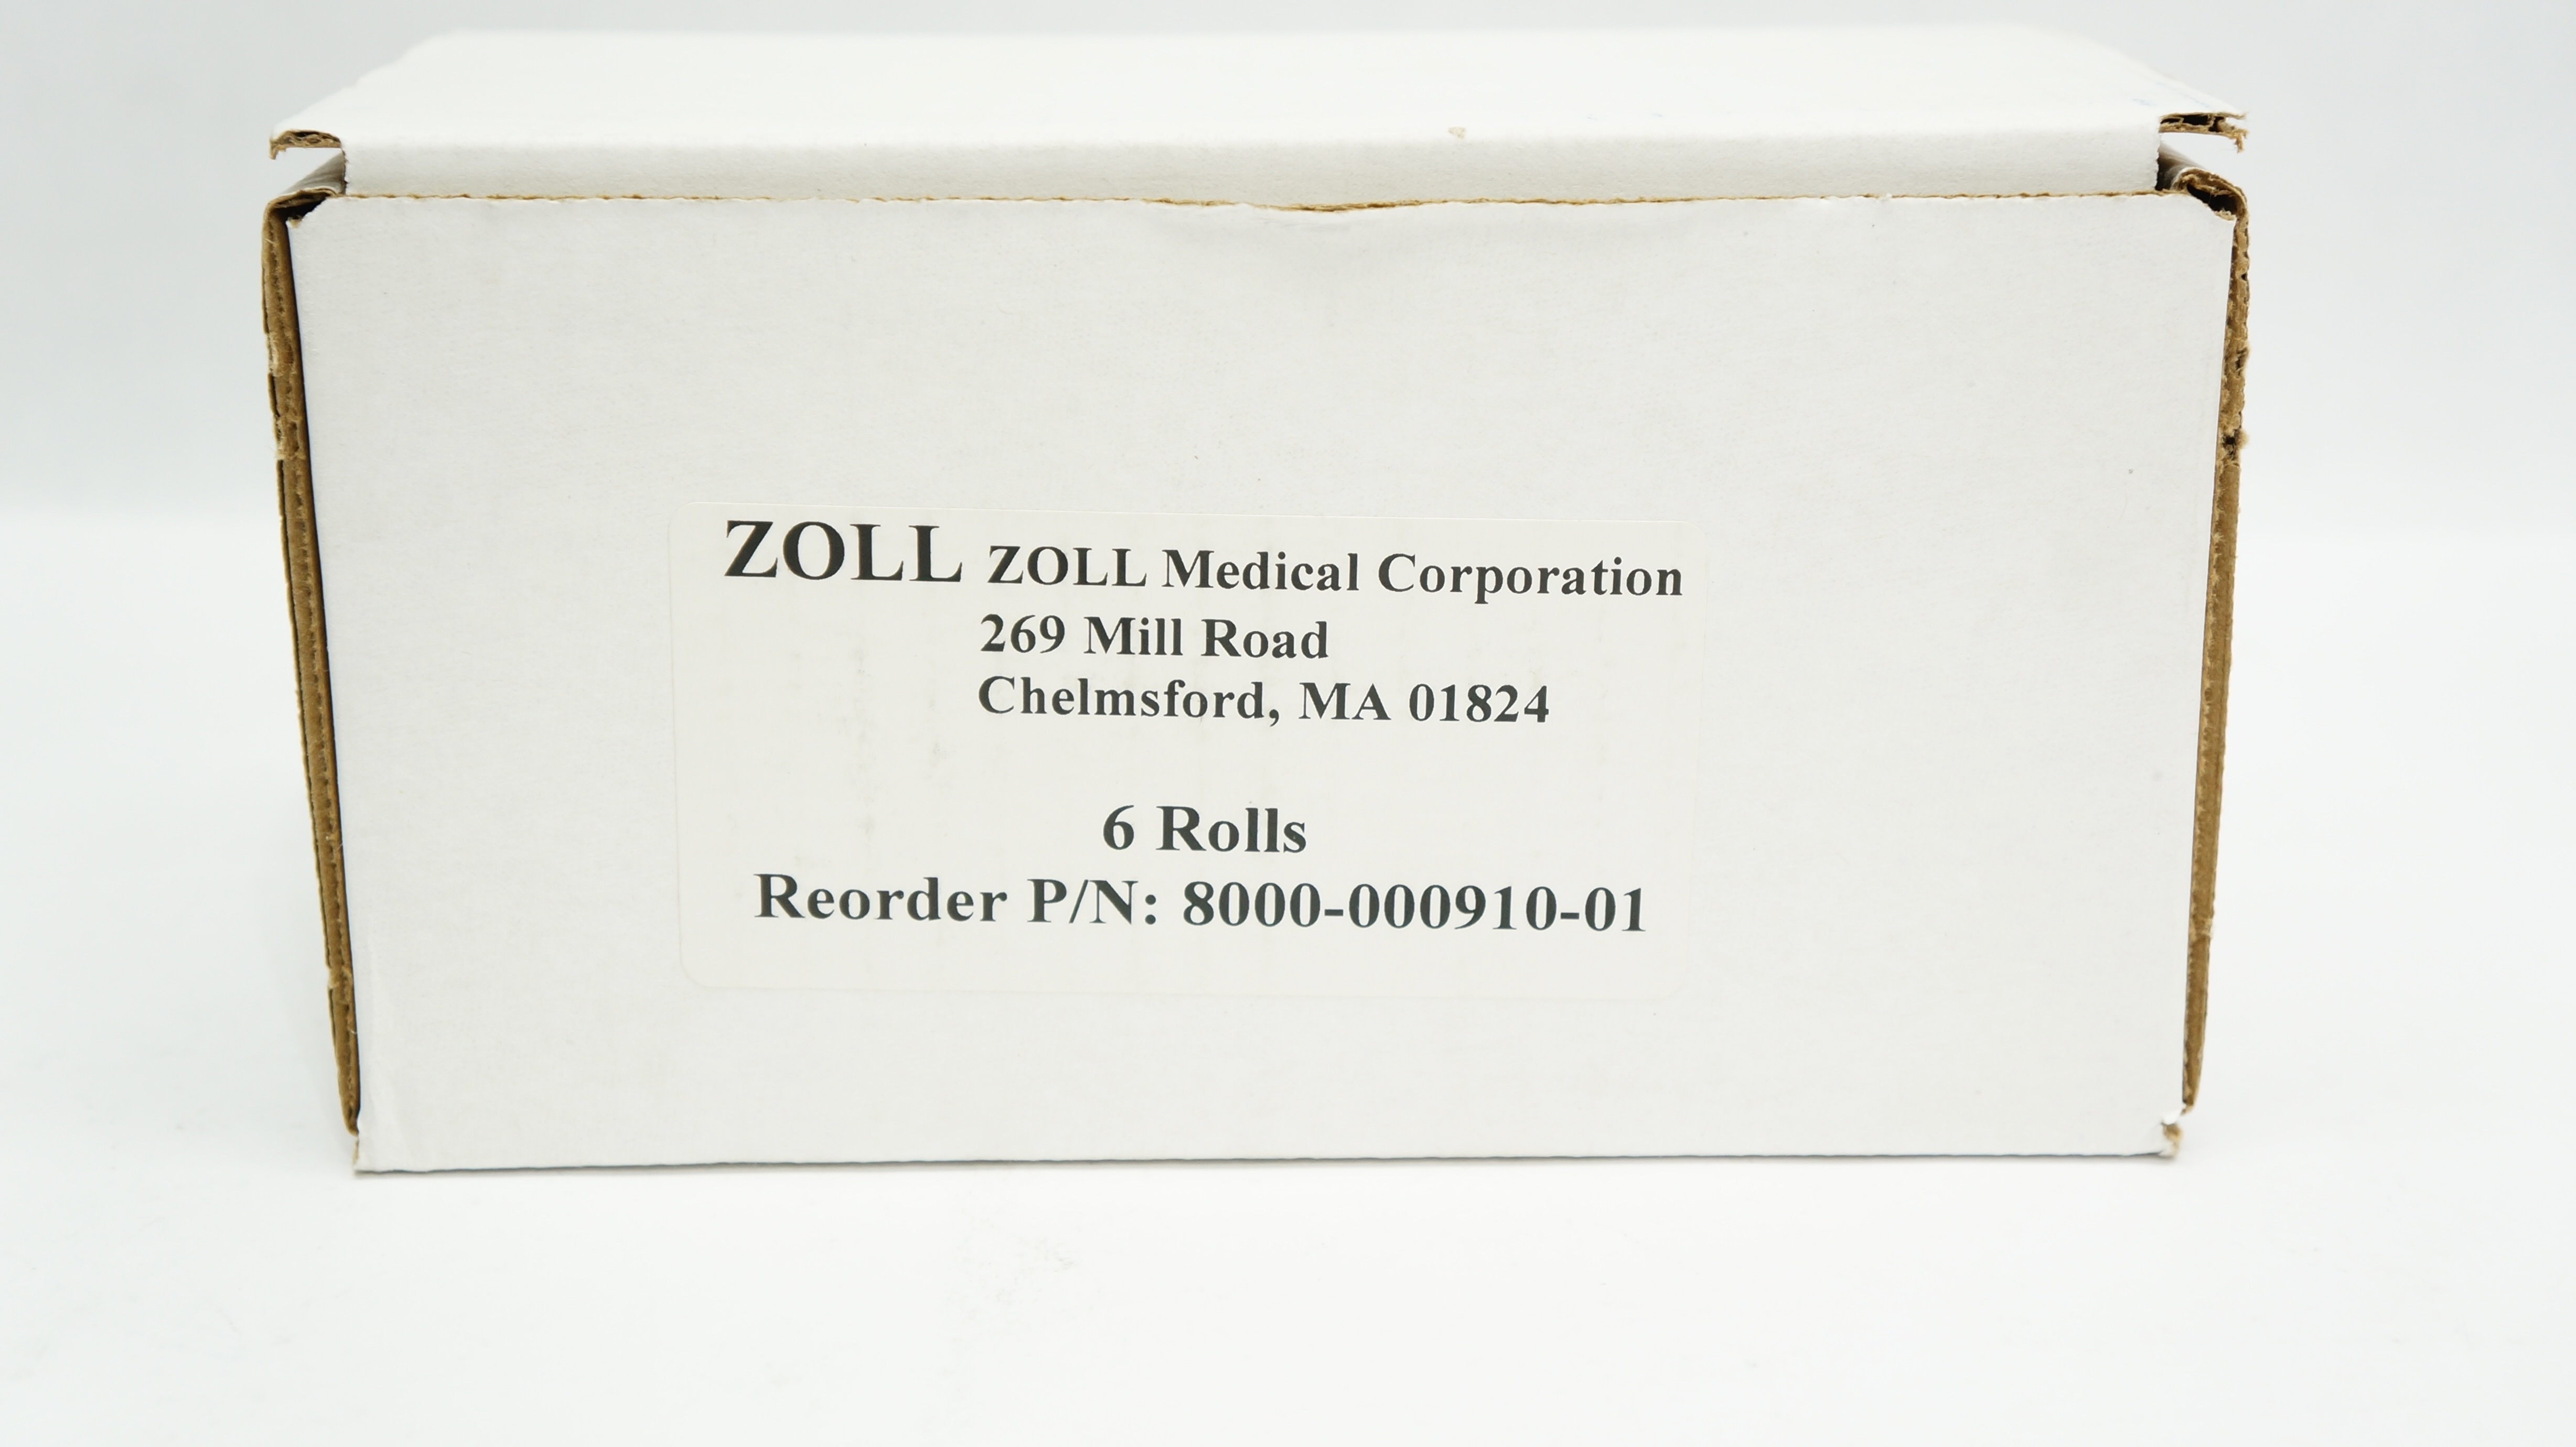 ZOLL ZOLL Medical Corporation
269 Mill Road
Chelmsford, MA 01824
6 Rolls
Reorder P/N: 8000-000910-01